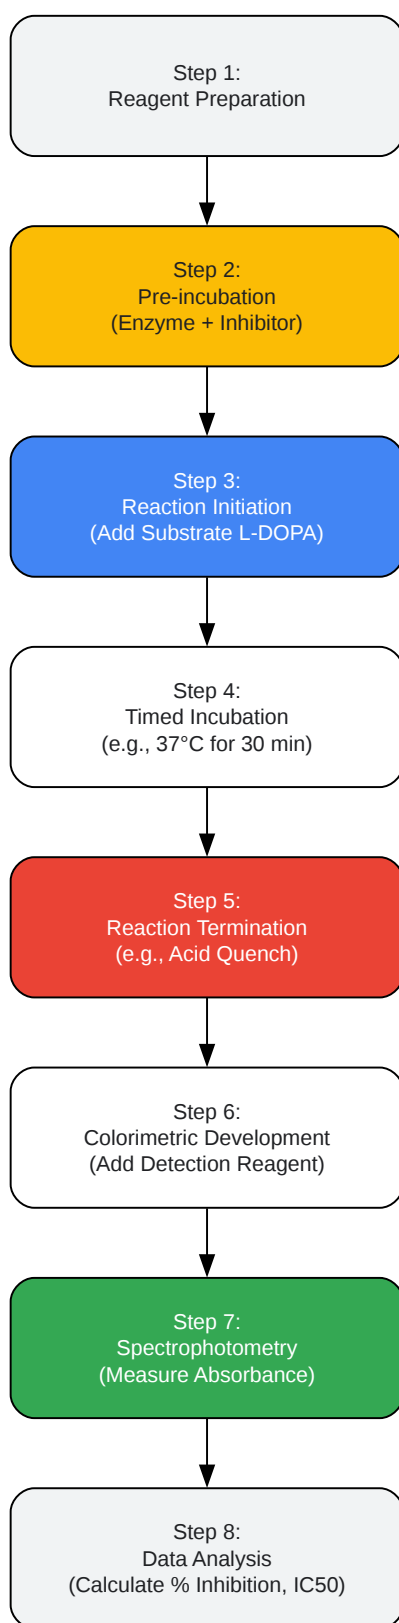 Step 1:
Reagent Preparation
Step 2:
Pre-incubation
(Enzyme + Inhibitor)
Step 3:
Reaction Initiation
(Add Substrate L-DOPA)
Step 4:
Timed Incubation
(e.g., 37°C for 30 min)
Step 5:
Reaction Termination
(e.g., Acid Quench)
Step 6:
Colorimetric Development
(Add Detection Reagent)
Step 7:
Spectrophotometry
(Measure Absorbance)
Step 8:
Data Analysis
(Calculate % Inhibition, IC50)